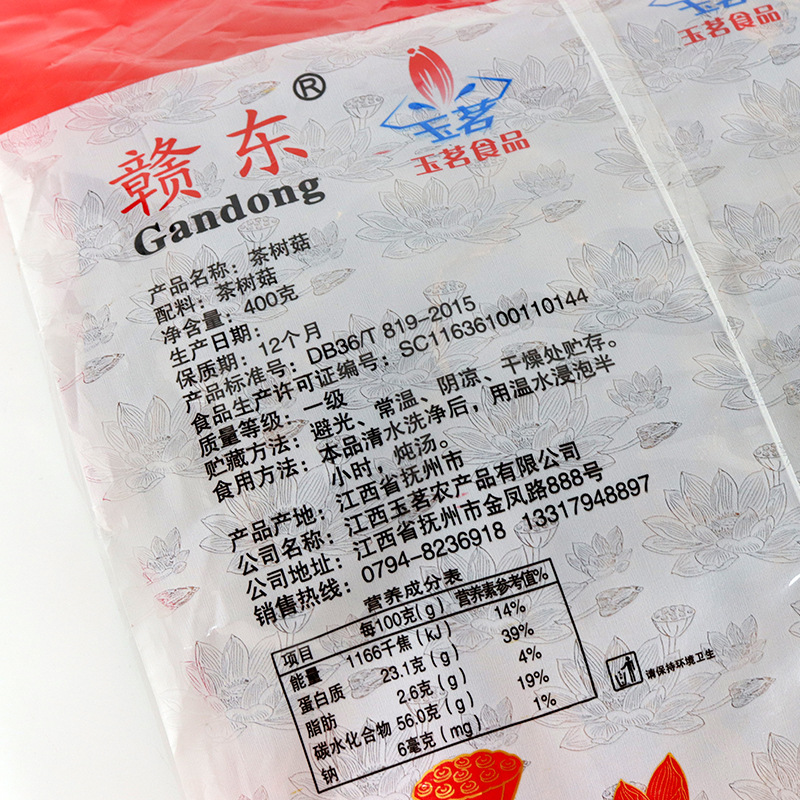 玉茗食品
赣东®
Gandong
玉茗
玉茗食品
产品名称：茶树菇
配料：茶树菇
净含量：400克
生产日期：
保质期：12个月
产品标准号：DB36/T 819-2015
食品生产许可证编号：SC11636100110144
质量等级：一级
贮藏方法：避光、常温、阴凉、干燥处贮存。
食用方法：本品清水洗净后，用温水浸泡半
小时，炖汤。
产品产地：江西省抚州市
公司名称：江西玉茗农产品有限公司
公司地址：江西省抚州市金凤路888号
销售热线：0794-8236918 13317948897
营养成分表
项目 每100克(g) 营养素参考值%
能量 1166千焦(kJ) 14%
蛋白质 23.1克(g) 39%
脂肪 2.6克(g) 4%
碳水化合物 56.0克(g) 19%
钠 6毫克(mg) 1%
请保持环境卫生